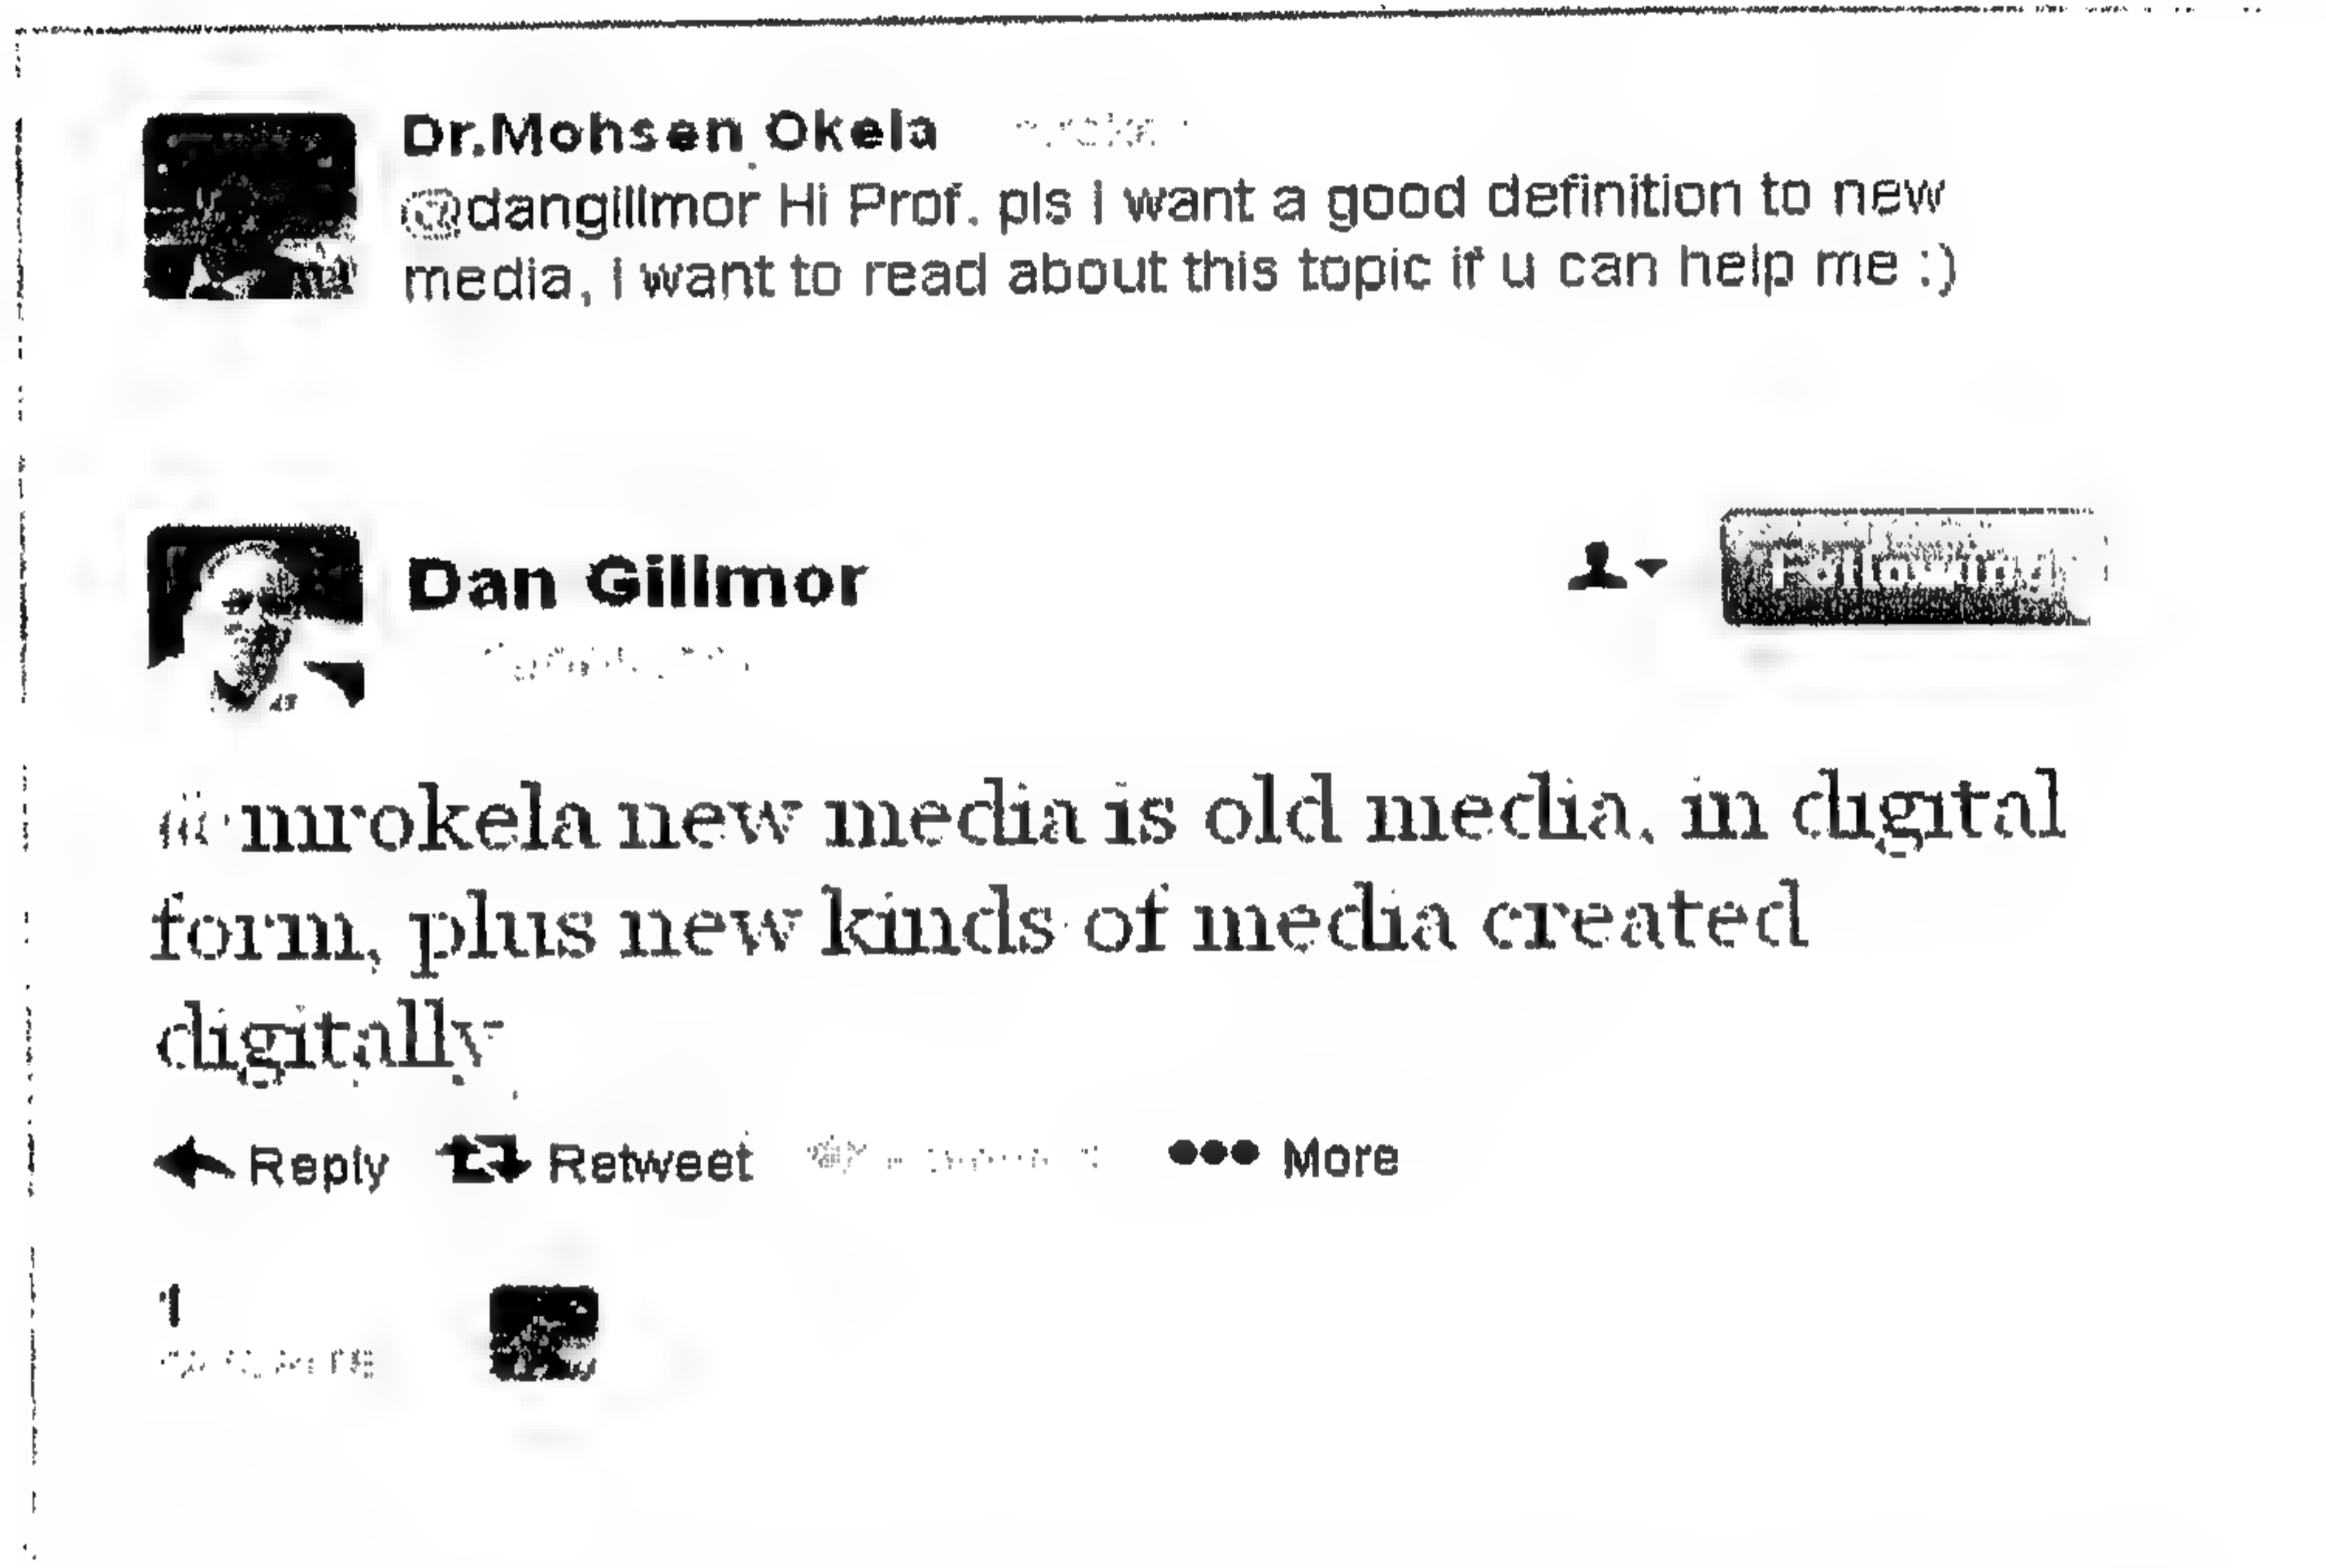 Dr.Mohsen Okela
@dangillmor Hi Prof. pls i want a good definition to new
media, i want to read about this topic if u can help me :)
Dan Gillmor
Following
@mrokela new media is old media, in digital
form, plus new kinds of media created
digitally
Reply Retweet More
1